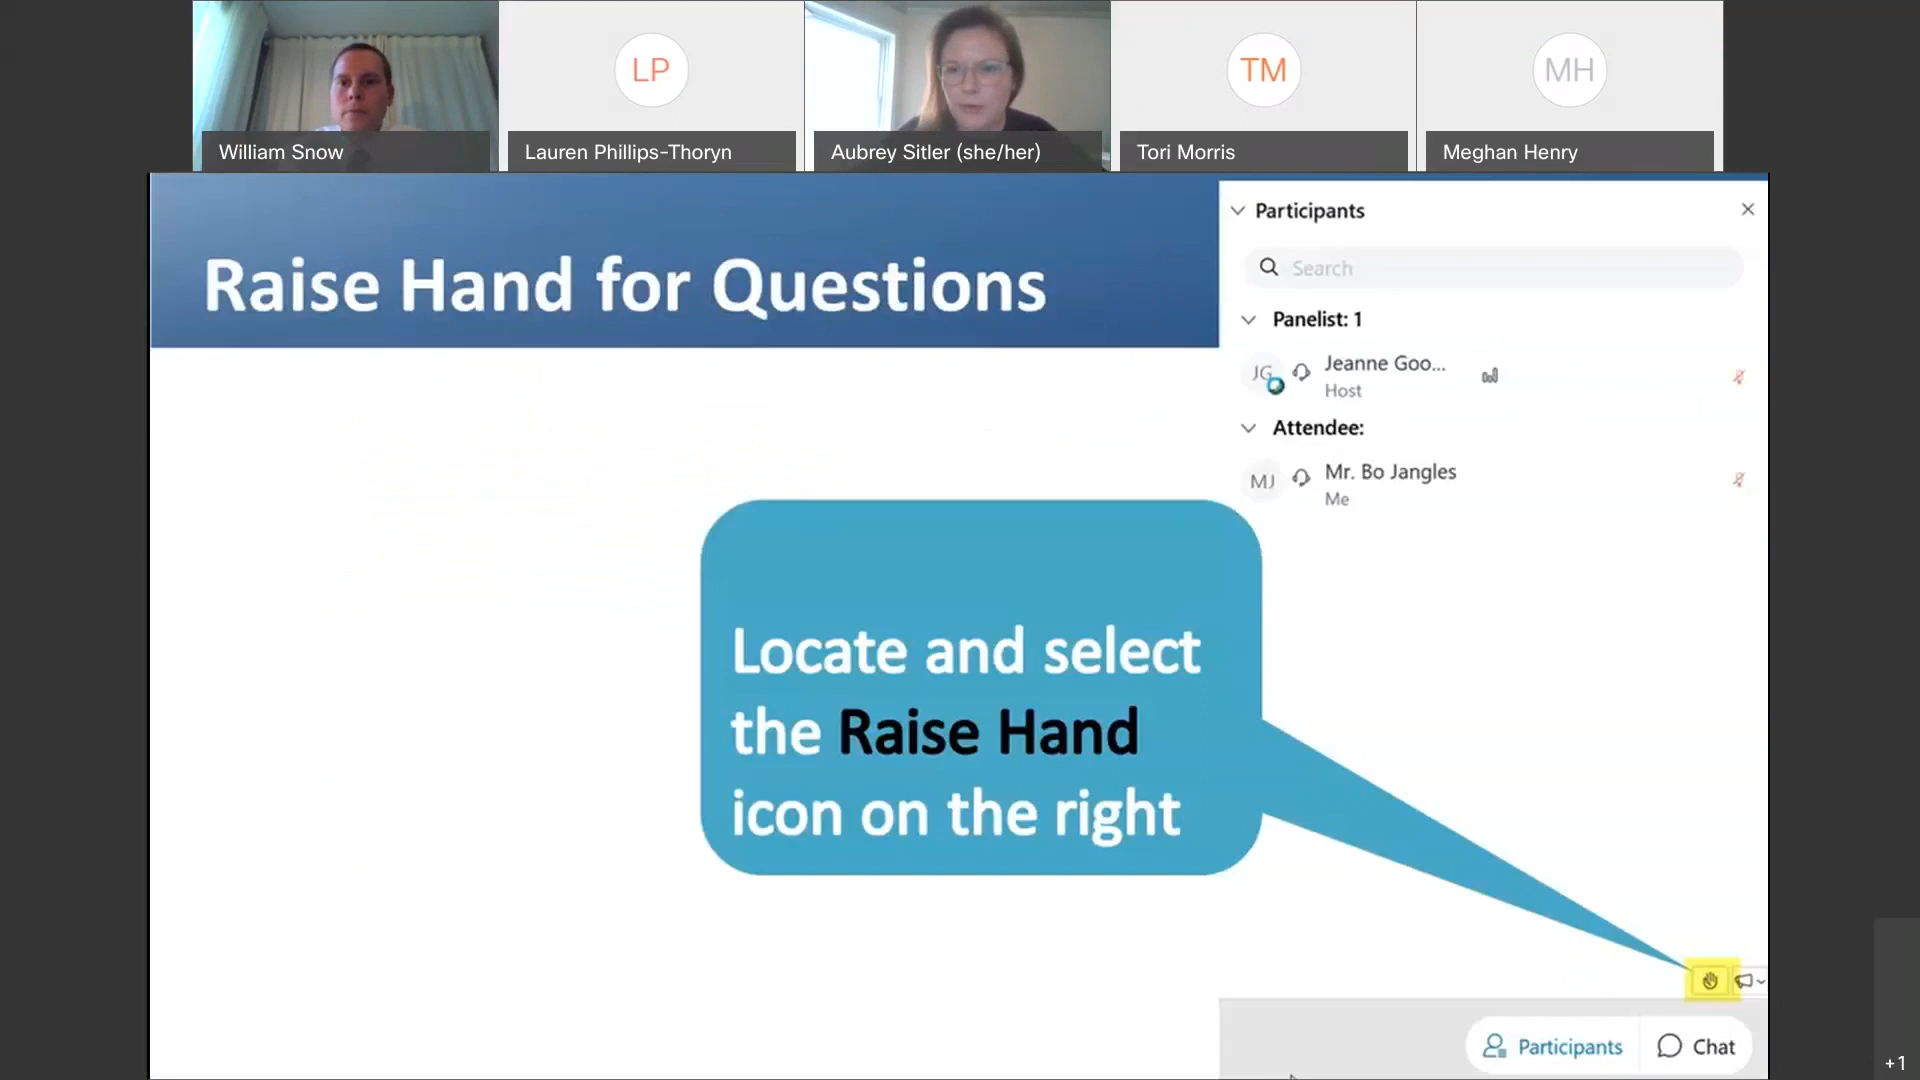 LP
TM
MH
William Snow
Lauren Phillips-Thoryn
Aubrey Sitler (she/her)
Tori Morris
Meghan Henry
Raise Hand for Questions
Participants
Search
Panelist: 1
JG
Jeanne Goo...
Host
Attendee:
MJ
Mr. Bo Jangles
Me
Locate and select
the Raise Hand
icon on the right
Participants
Chat
+1